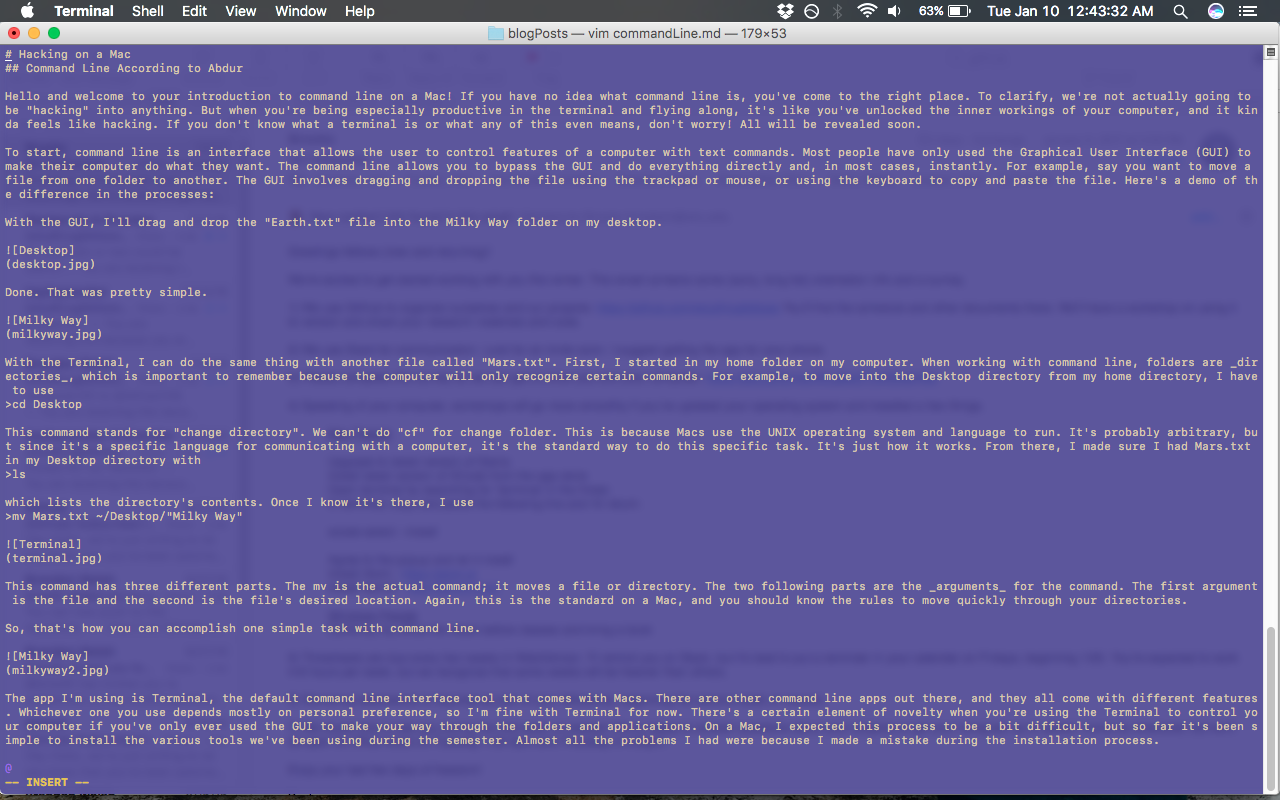 Terminal Shell Edit View Window Help 63% Tue Jan 10 12:43:32 AM
blogPosts — vim commandLine.md — 179×53
# Hacking on a Mac
## Command Line According to Abdur
Hello and welcome to your introduction to command line on a Mac! If you have no idea what command line is, you've come to the right place. To clarify, we're not actually going to
be "hacking" into anything. But when you're being especially productive in the terminal and flying along, it's like you've unlocked the inner workings of your computer, and it kin
da feels like hacking. If you don't know what a terminal is or what any of this even means, don't worry! All will be revealed soon.
To start, command line is an interface that allows the user to control features of a computer with text commands. Most people have only used the Graphical User Interface (GUI) to
make their computer do what they want. The command line allows you to bypass the GUI and do everything directly and, in most cases, instantly. For example, say you want to move a
file from one folder to another. The GUI involves dragging and dropping the file using the trackpad or mouse, or using the keyboard to copy and paste the file. Here's a demo of th
e difference in the processes:
With the GUI, I'll drag and drop the "Earth.txt" file into the Milky Way folder on my desktop.
![Desktop]
(desktop.jpg)
Done. That was pretty simple.
![Milky Way]
(milkyway.jpg)
With the Terminal, I can do the same thing with another file called "Mars.txt". First, I started in my home folder on my computer. When working with command line, folders are _dir
ectories_, which is important to remember because the computer will only recognize certain commands. For example, to move into the Desktop directory from my home directory, I have
to use
>cd Desktop
This command stands for "change directory". We can't do "cf" for change folder. This is because Macs use the UNIX operating system and language to run. It's probably arbitrary, bu
t since it's a specific language for communicating with a computer, it's the standard way to do this specific task. It's just how it works. From there, I made sure I had Mars.txt
in my Desktop directory with
>ls
which lists the directory's contents. Once I know it's there, I use
>mv Mars.txt ~/Desktop/"Milky Way"
![Terminal]
(terminal.jpg)
This command has three different parts. The mv is the actual command; it moves a file or directory. The two following parts are the _arguments_ for the command. The first argument
is the file and the second is the file's desired location. Again, this is the standard on a Mac, and you should know the rules to move quickly through your directories.
So, that's how you can accomplish one simple task with command line.
![Milky Way]
(milkyway2.jpg)
The app I'm using is Terminal, the default command line interface tool that comes with Macs. There are other command line apps out there, and they all come with different features
. Whichever one you use depends mostly on personal preference, so I'm fine with Terminal for now. There's a certain element of novelty when you're using the Terminal to control yo
ur computer if you've only ever used the GUI to make your way through the folders and applications. On a Mac, I expected this process to be a bit difficult, but so far it's been s
imple to install the various tools we've been using during the semester. Almost all the problems I had were because I made a mistake during the installation process.
@
-- INSERT --